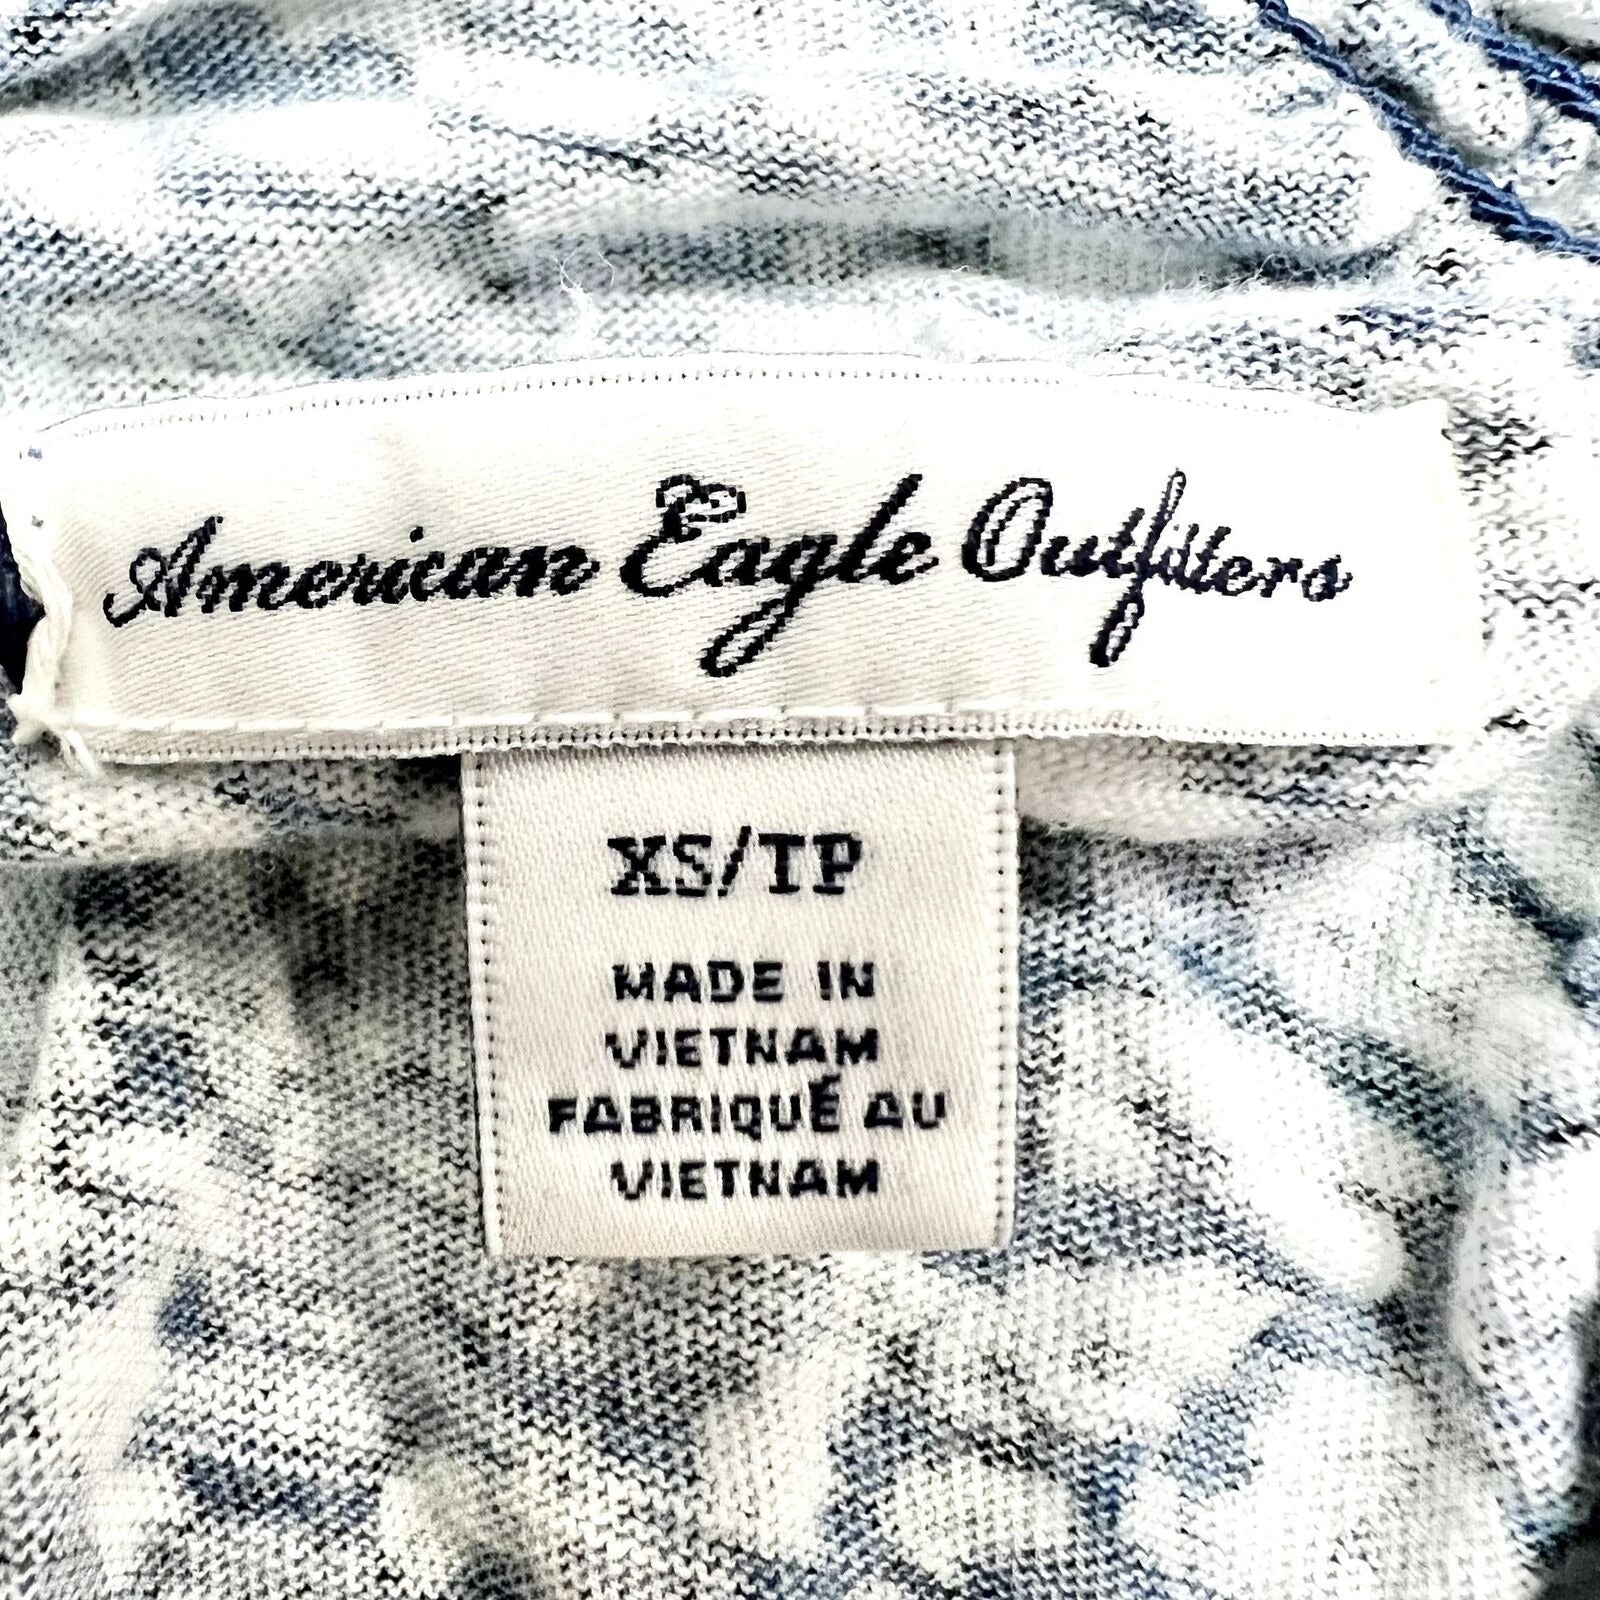 American Eagle Outfitters
XS/TP
MADE IN
VIETNAM
FABRIQUÉ AU
VIETNAM